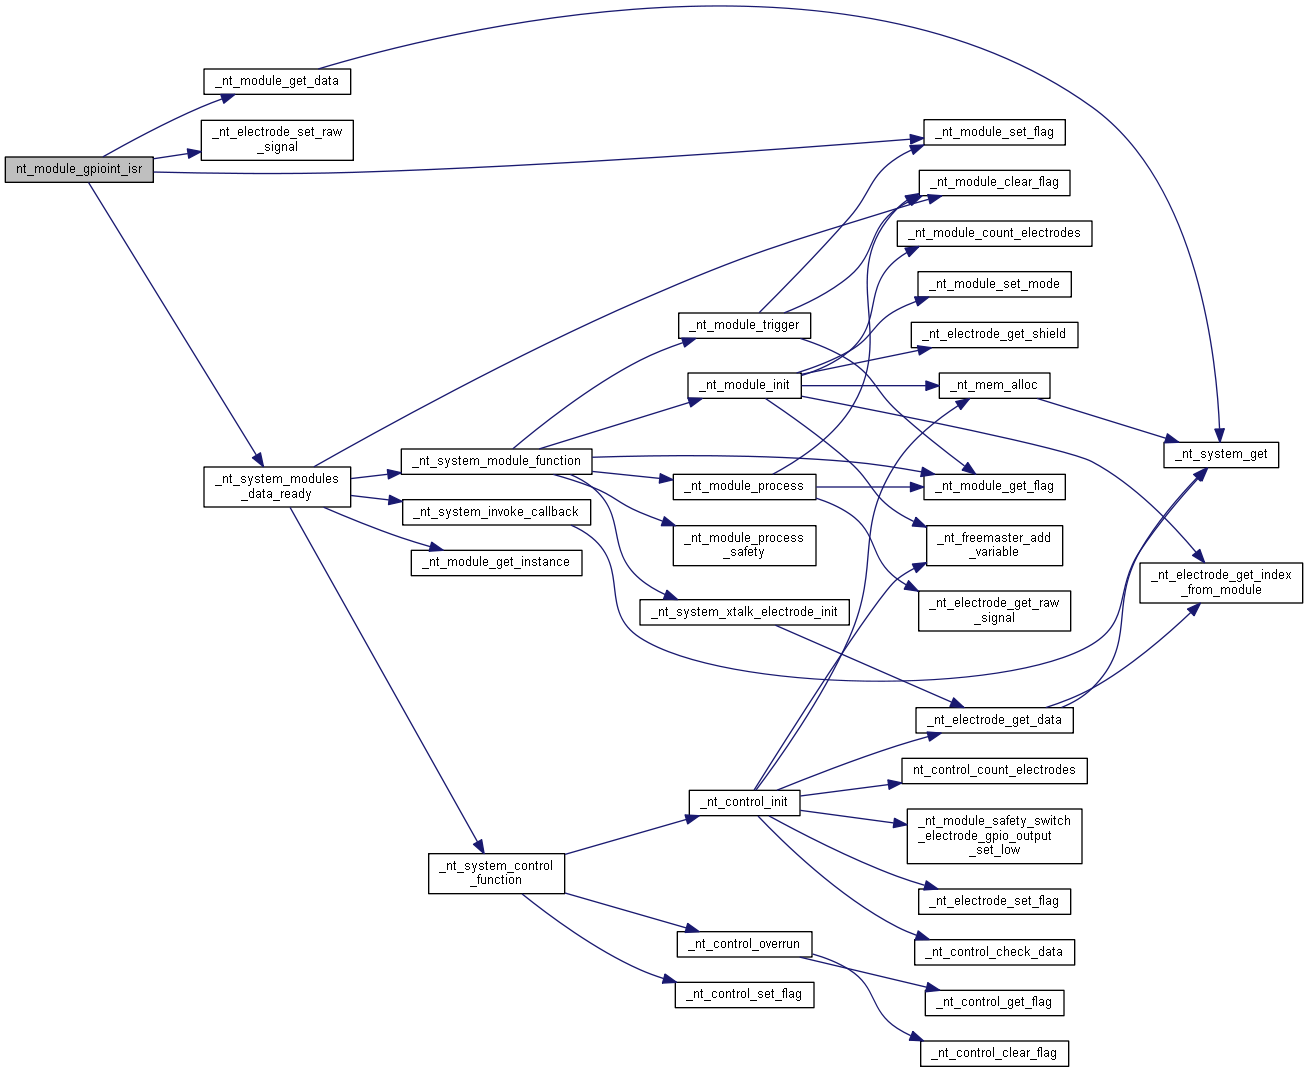 nt_module_gpioint_isr
_nt_module_get_data
_nt_electrode_set_raw
_signal
_nt_system_modules
_data_ready
_nt_system_module_function
_nt_system_invoke_callback
_nt_module_get_instance
_nt_system_control
_function
_nt_module_trigger
_nt_module_init
_nt_module_process
_nt_module_process
_safety
_nt_system_xtalk_electrode_init
_nt_control_init
_nt_control_overrun
_nt_control_set_flag
_nt_module_set_flag
_nt_module_clear_flag
_nt_module_count_electrodes
_nt_module_set_mode
_nt_electrode_get_shield
_nt_mem_alloc
_nt_module_get_flag
_nt_freemaster_add
_variable
_nt_electrode_get_raw
_signal
_nt_electrode_get_data
nt_control_count_electrodes
_nt_module_safety_switch
_electrode_gpio_output
_set_low
_nt_electrode_set_flag
_nt_control_check_data
_nt_control_get_flag
_nt_control_clear_flag
_nt_system_get
_nt_electrode_get_index
_from_module